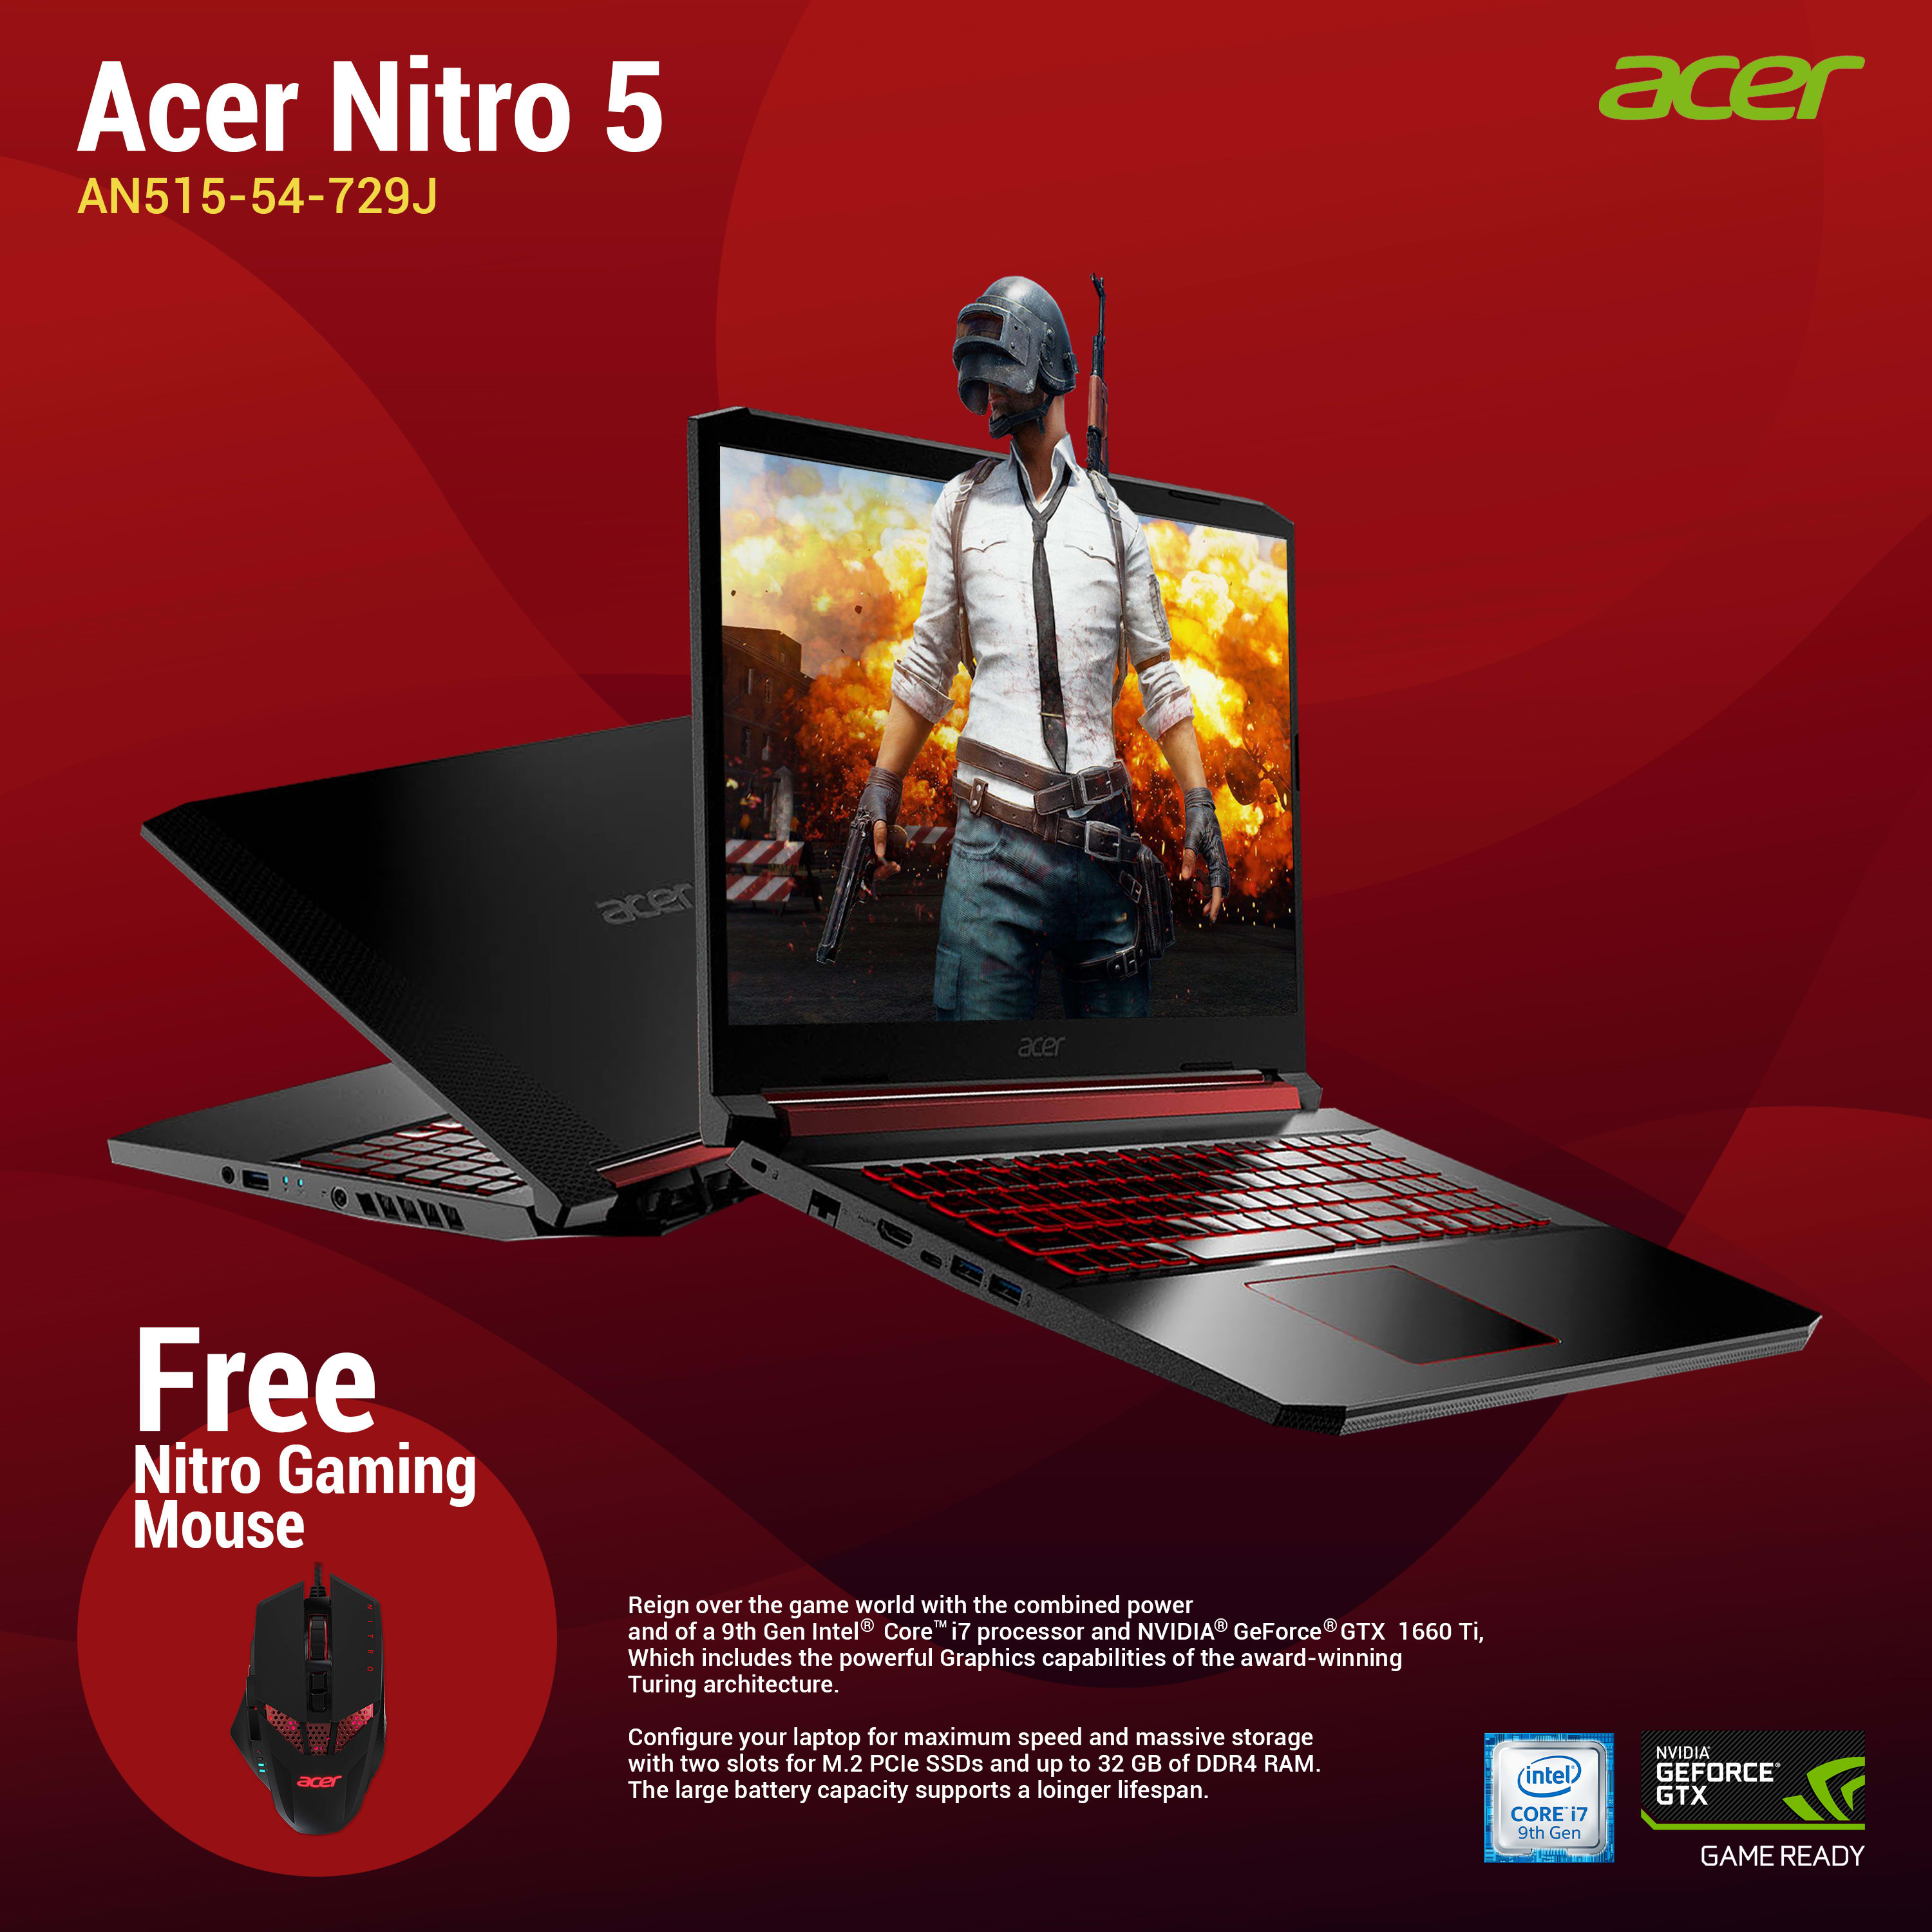 Acer Nitro 5
AN515-54-729J
acer
acer
acer
Free
Nitro Gaming
Mouse
NITRO
acer
Reign over the game world with the combined power
and of a 9th Gen Intel® Core™ i7 processor and NVIDIA® GeForce® GTX 1660 Ti,
Which includes the powerful Graphics capabilities of the award-winning
Turing architecture.
Configure your laptop for maximum speed and massive storage
with two slots for M.2 PCIe SSDs and up to 32 GB of DDR4 RAM.
The large battery capacity supports a loinger lifespan.
intel®
CORE™ i7
9th Gen
NVIDIA®
GEFORCE®
GTX
GAME READY